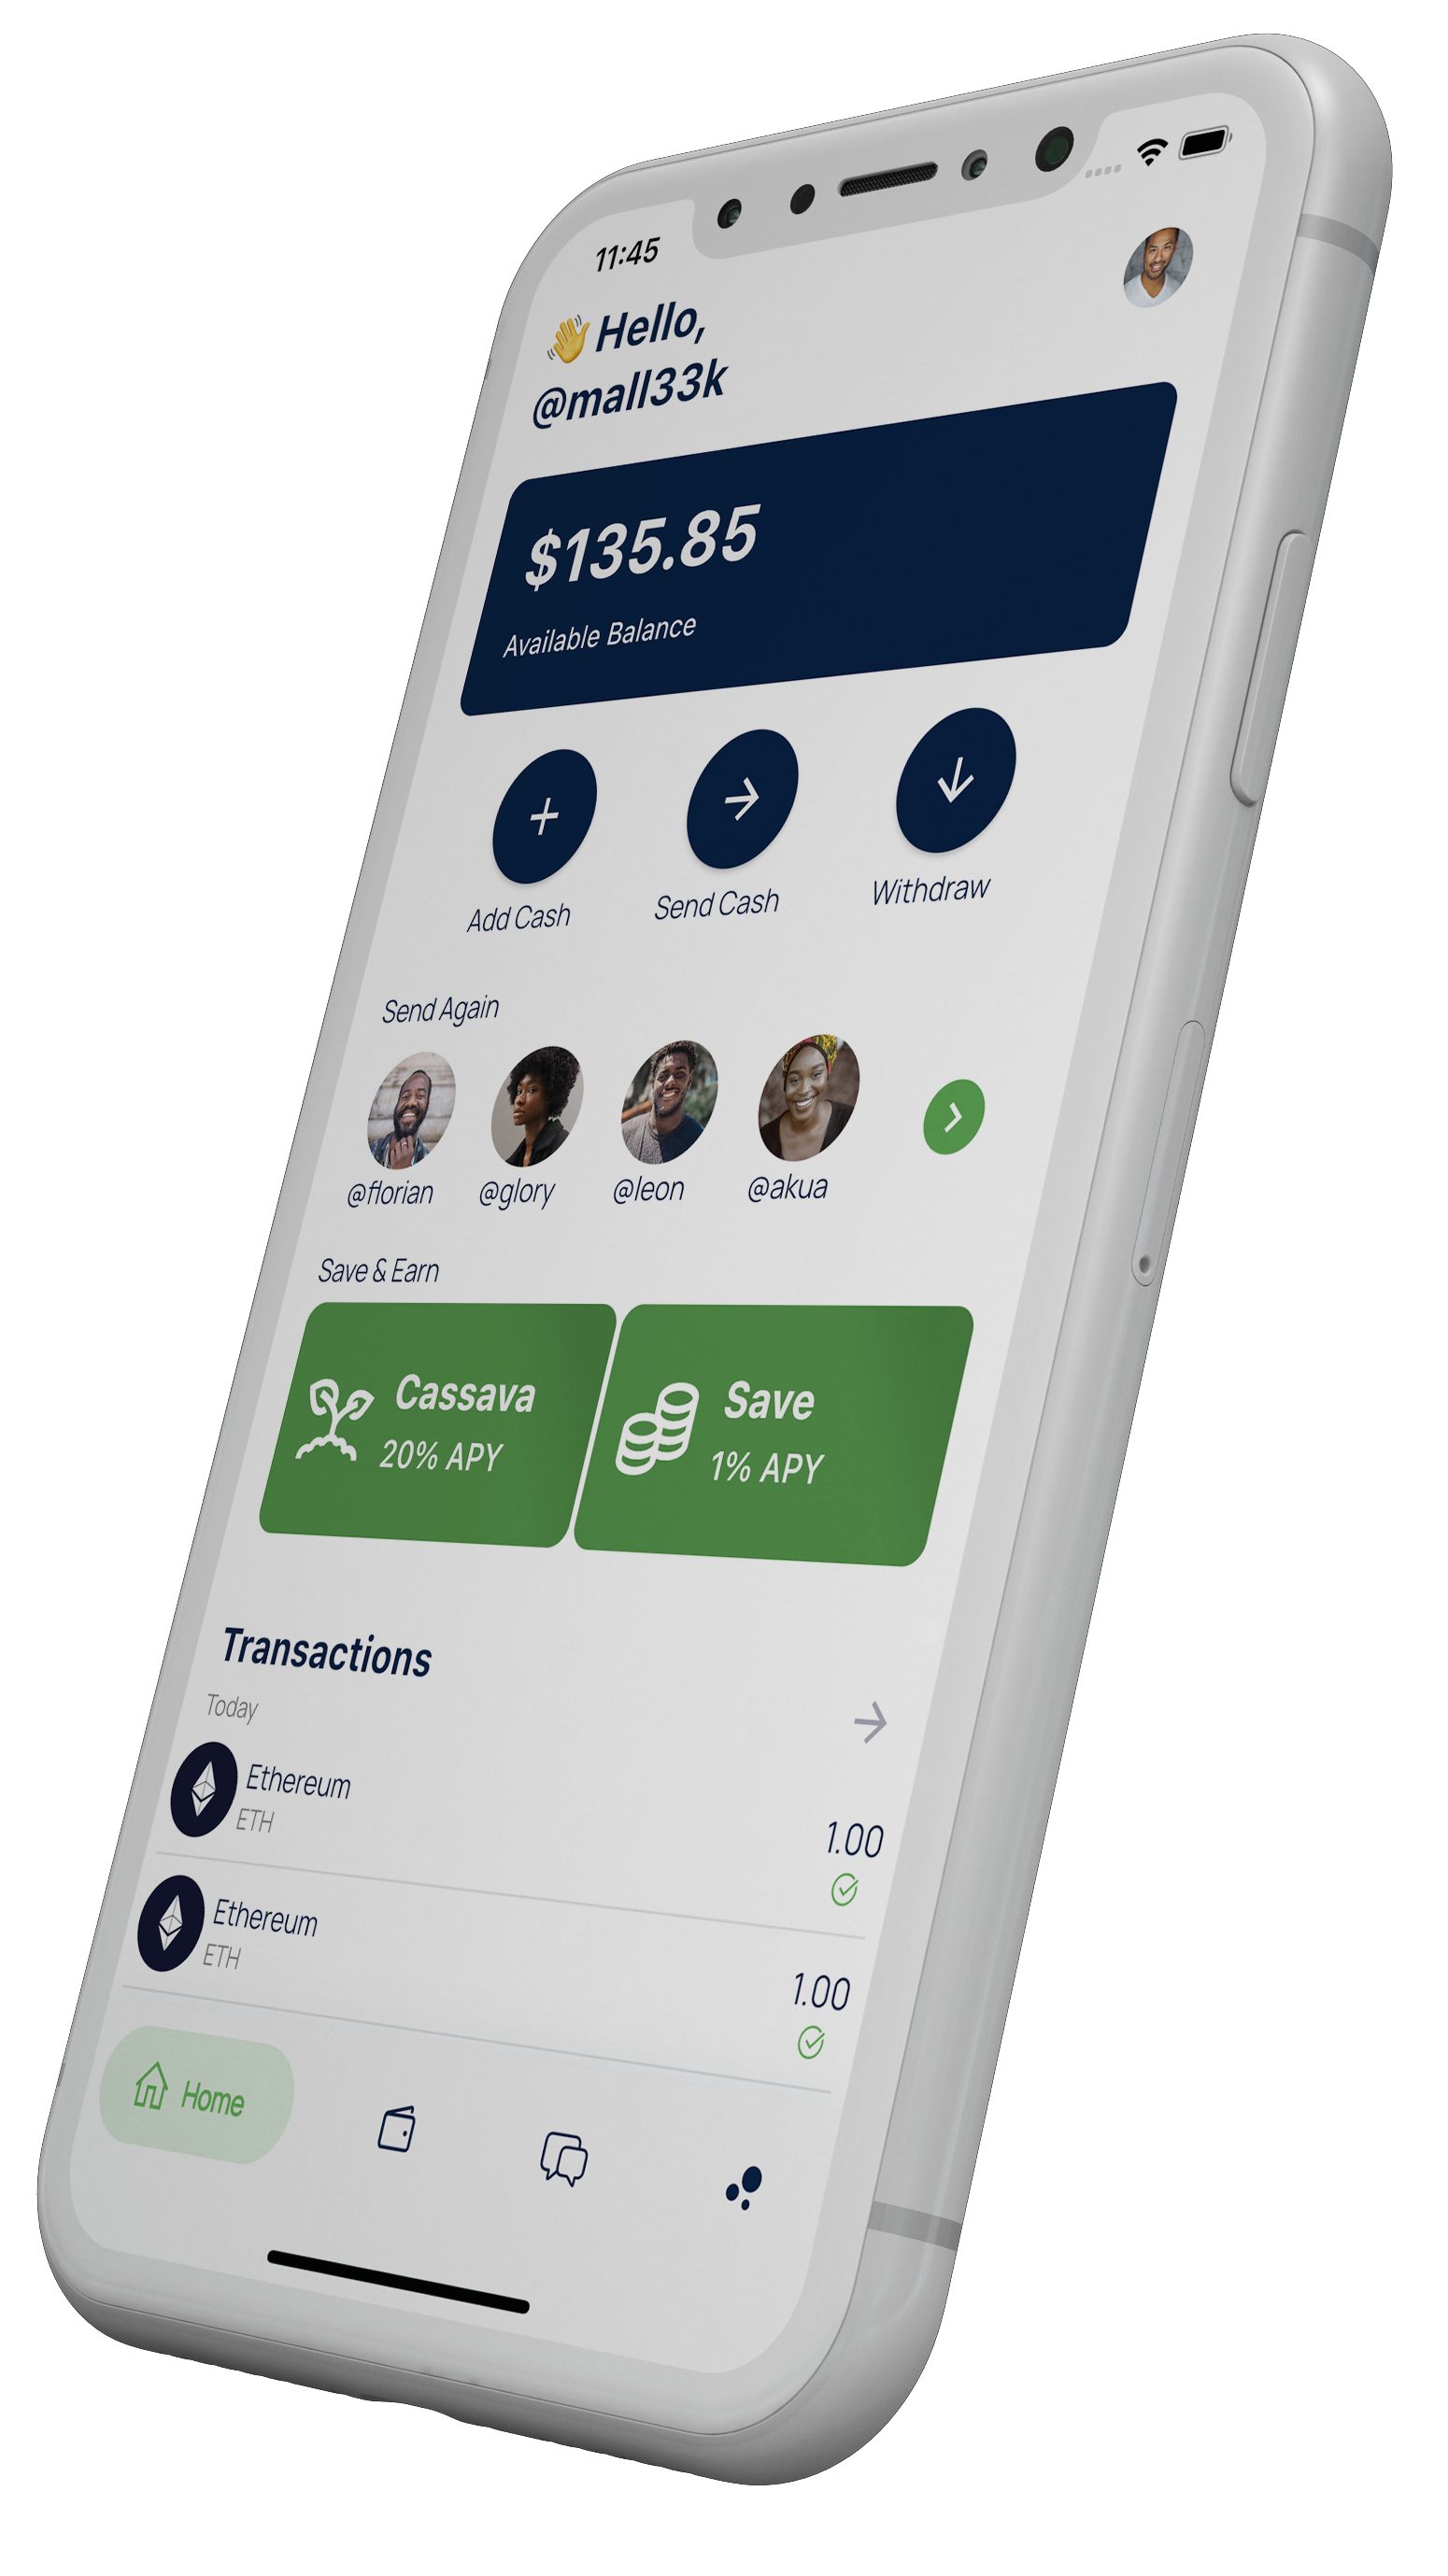 11:45
👋 Hello,
@mall33k
$135.85
Available Balance
Add Cash
Send Cash
Withdraw
Send Again
@florian
@glory
@leon
@akua
Save & Earn
Cassava
20% APY
Save
1% APY
Transactions
Today
Ethereum
ETH
1.00
Ethereum
ETH
1.00
Home